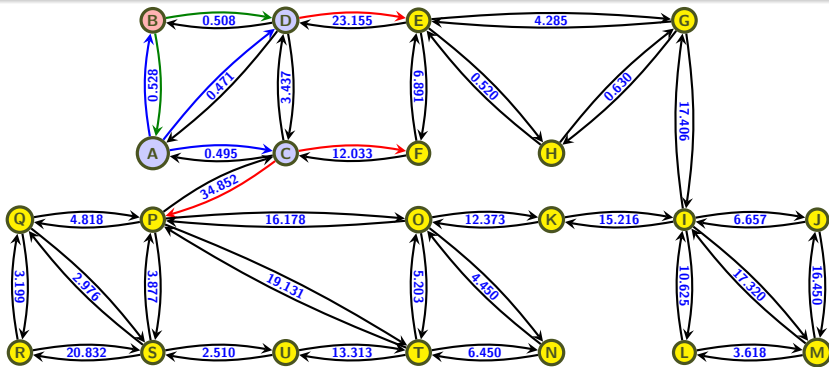 B 0.508 D 23.155 E 4.285 G
0.528 0.471 3.437 6.891 0.520 0.630 17.406
A 0.495 C 12.033 F H
34.852
Q 4.818 P 16.178 O 12.373 K 15.216 I 6.657 J
3.199 2.976 3.877 19.131 5.203 4.450 10.625 17.320 16.450
R 20.832 S 2.510 U 13.313 T 6.450 N L 3.618 M